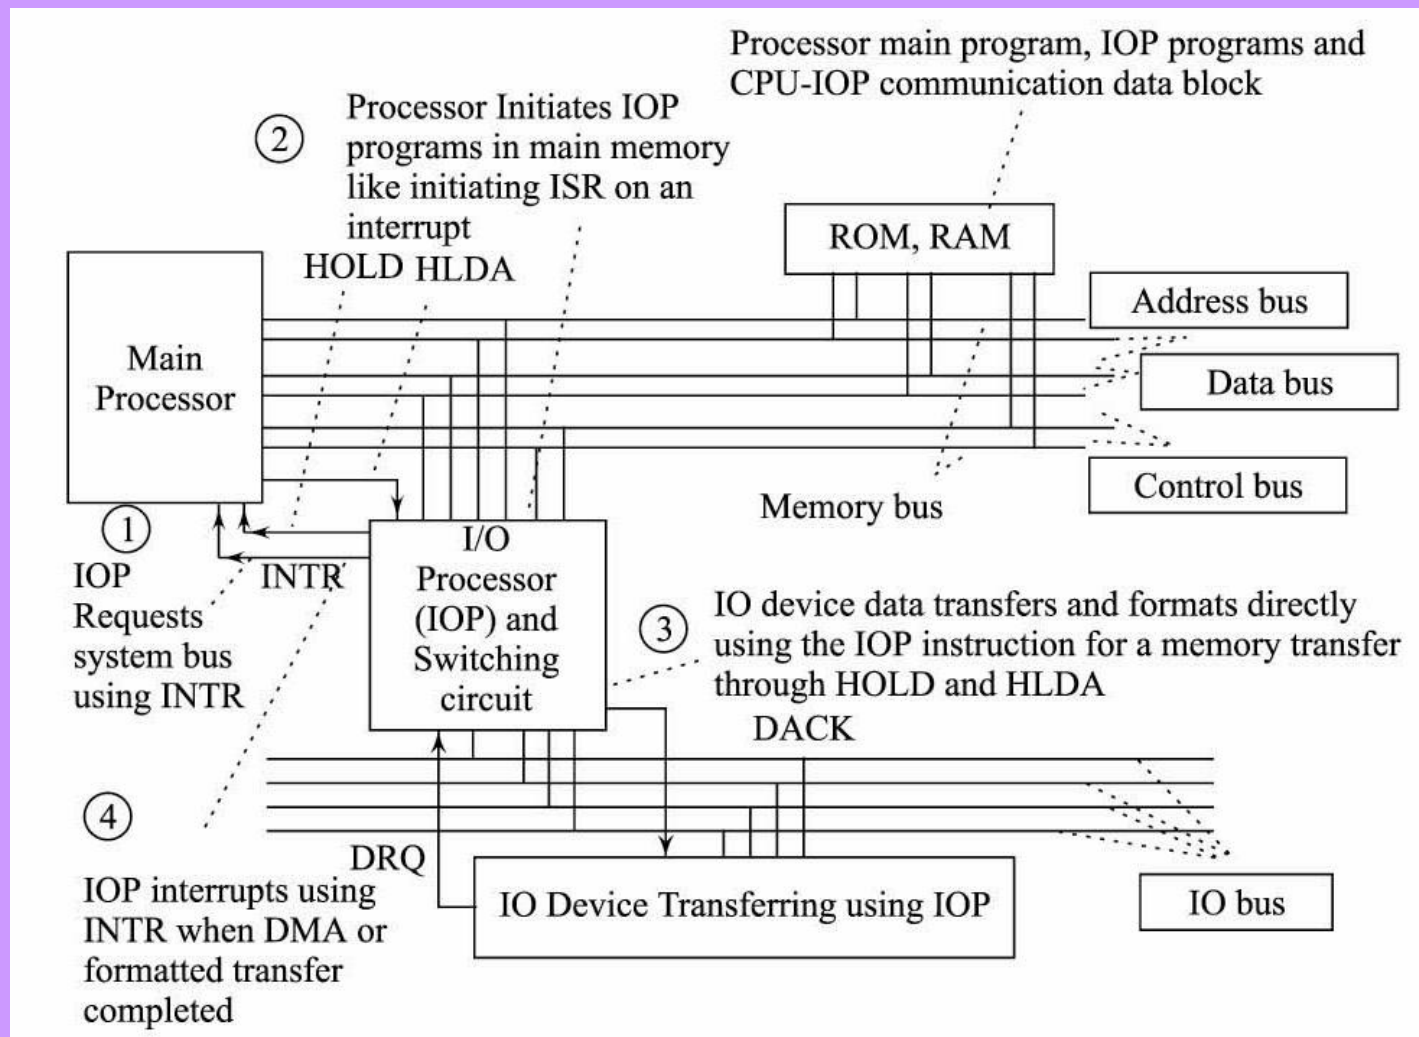 Processor main program, IOP programs and
CPU-IOP communication data block
2
Processor Initiates IOP
programs in main memory
like initiating ISR on an
interrupt
HOLD HLDA
ROM, RAM
Address bus
Main
Processor
Data bus
Control bus
Memory bus
1
IOP
Requests
system bus
using INTR
INTR
I/O
Processor
(IOP) and
Switching
circuit
3
IO device data transfers and formats directly
using the IOP instruction for a memory transfer
through HOLD and HLDA
DACK
4
IOP interrupts using
INTR when DMA or
formatted transfer
completed
DRQ
IO Device Transferring using IOP
IO bus